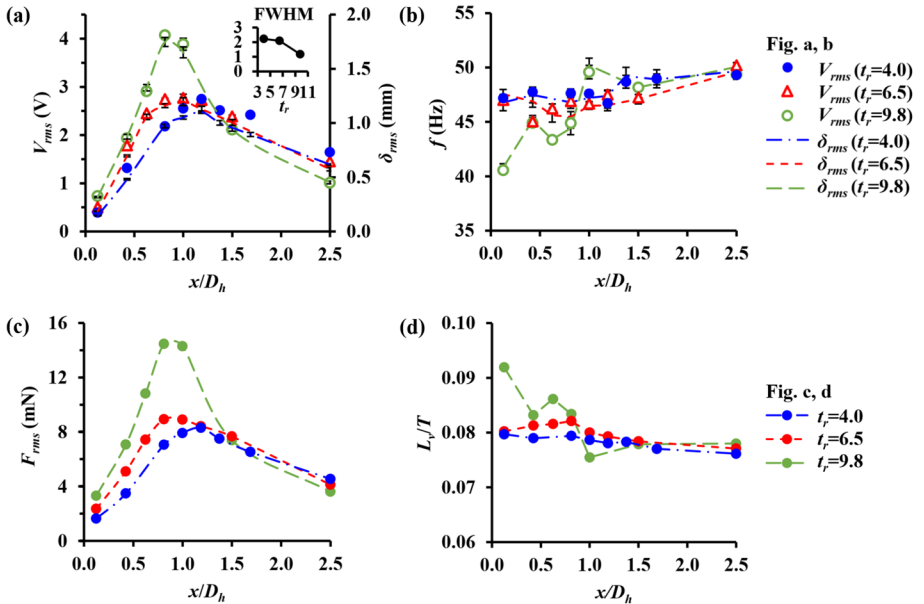 (a)
FWHM
3
2
1
0
3 5 7 9 11
t_r
4
3
2
1
0
V_rms (V)
2.0
1.5
1.0
0.5
0.0
δ_rms (mm)
0.0 0.5 1.0 1.5 2.0 2.5
x/D_h
(b)
60
55
50
45
40
35
f (Hz)
0.0 0.5 1.0 1.5 2.0 2.5
x/D_h
Fig. a, b
V_rms (t_r=4.0)
V_rms (t_r=6.5)
V_rms (t_r=9.8)
δ_rms (t_r=4.0)
δ_rms (t_r=6.5)
δ_rms (t_r=9.8)
(c)
16
12
8
4
0
F_rms (mN)
0.0 0.5 1.0 1.5 2.0 2.5
x/D_h
(d)
0.10
0.09
0.08
0.07
0.06
L_v/T
0.0 0.5 1.0 1.5 2.0 2.5
x/D_h
Fig. c, d
t_r=4.0
t_r=6.5
t_r=9.8